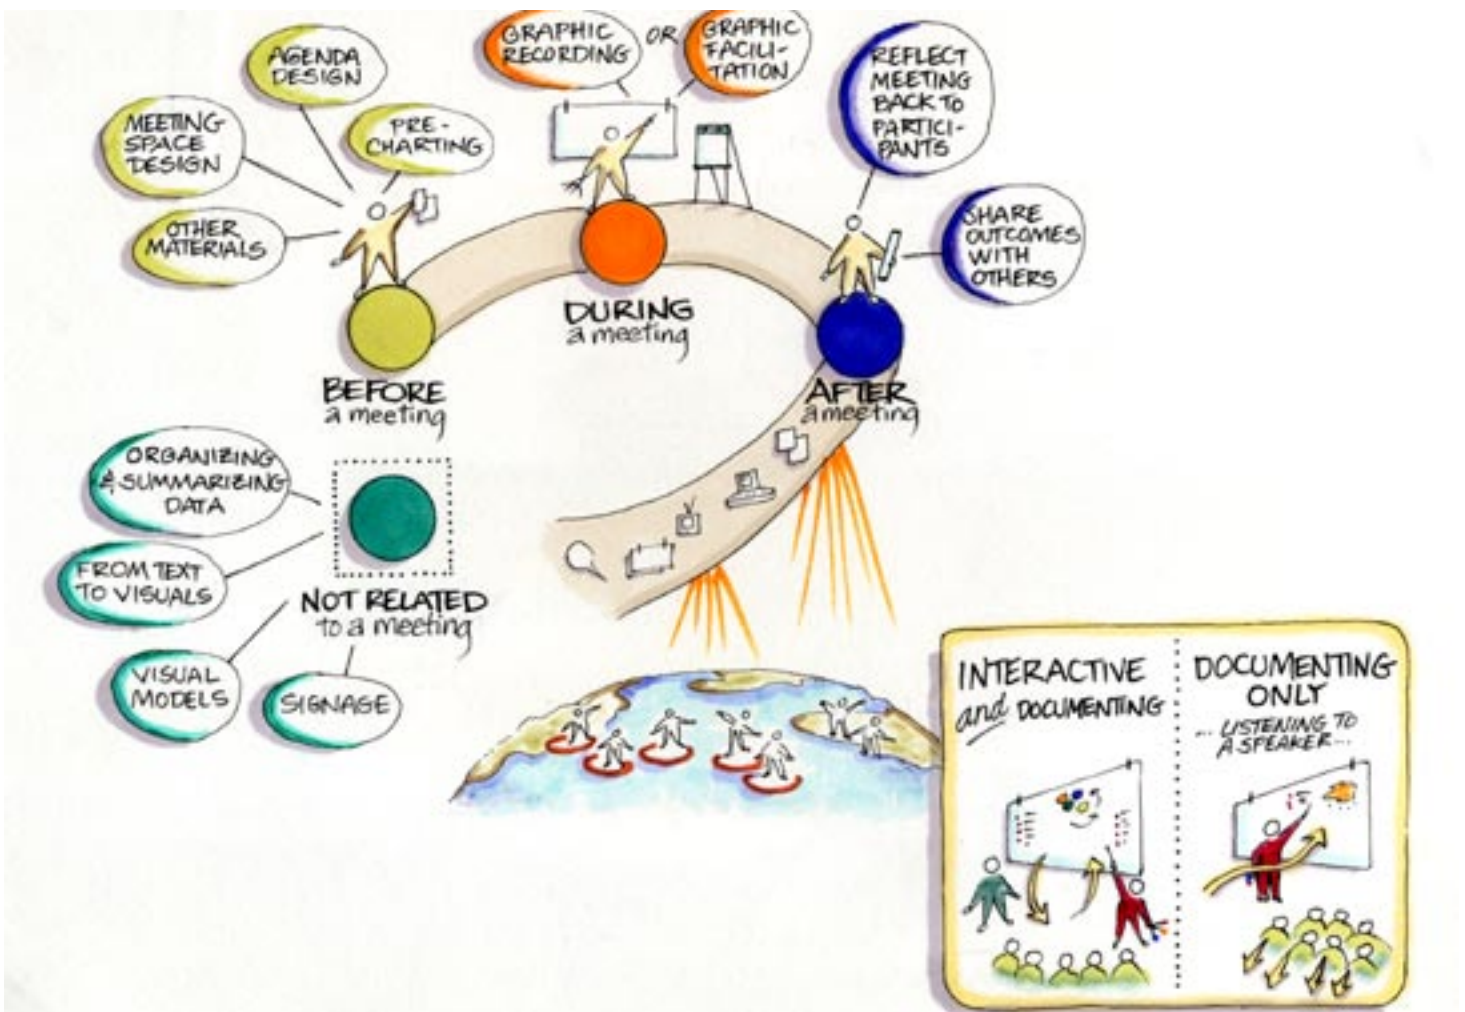 AGENDA
DESIGN
MEETING
SPACE
DESIGN
PRE-
CHARTING
OTHER
MATERIALS
BEFORE
a meeting
GRAPHIC
RECORDING
OR
GRAPHIC
FACILI-
TATION
DURING
a meeting
REFLECT
MEETING
BACK TO
PARTICI-
PANTS
SHARE
OUTCOMES
WITH
OTHERS
AFTER
a meeting
ORGANIZING
& SUMMARIZING
DATA
FROM TEXT
TO VISUALS
VISUAL
MODELS
SIGNAGE
NOT RELATED
to a meeting
INTERACTIVE
and DOCUMENTING
DOCUMENTING
ONLY
... LISTENING TO
A SPEAKER...